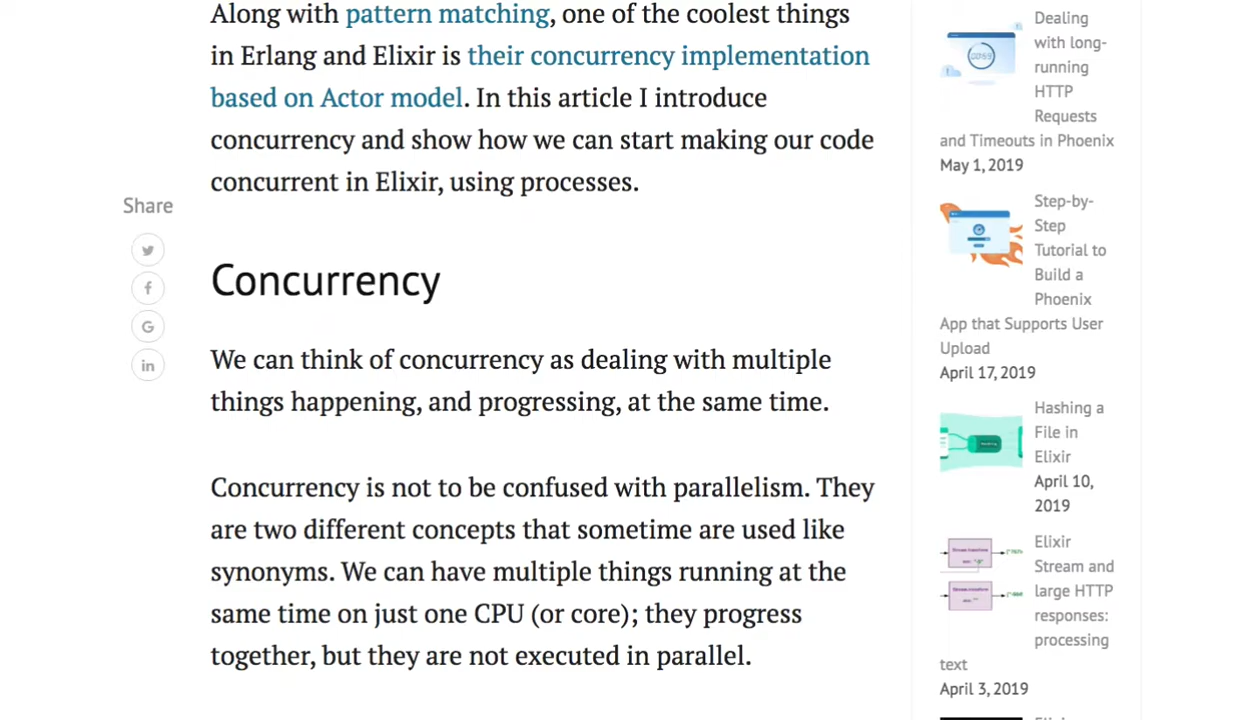 Along with pattern matching, one of the coolest things
in Erlang and Elixir is their concurrency implementation
based on Actor model. In this article I introduce
concurrency and show how we can start making our code
concurrent in Elixir, using processes.
Share
Concurrency
We can think of concurrency as dealing with multiple
things happening, and progressing, at the same time.
Concurrency is not to be confused with parallelism. They
are two different concepts that sometime are used like
synonyms. We can have multiple things running at the
same time on just one CPU (or core); they progress
together, but they are not executed in parallel.
Dealing
with long-
running
HTTP
Requests
and Timeouts in Phoenix
May 1, 2019
Step-by-
Step
Tutorial to
Build a
Phoenix
App that Supports User
Upload
April 17, 2019
Hashing a
File in
Elixir
April 10,
2019
Elixir
Stream and
large HTTP
responses:
processing
text
April 3, 2019